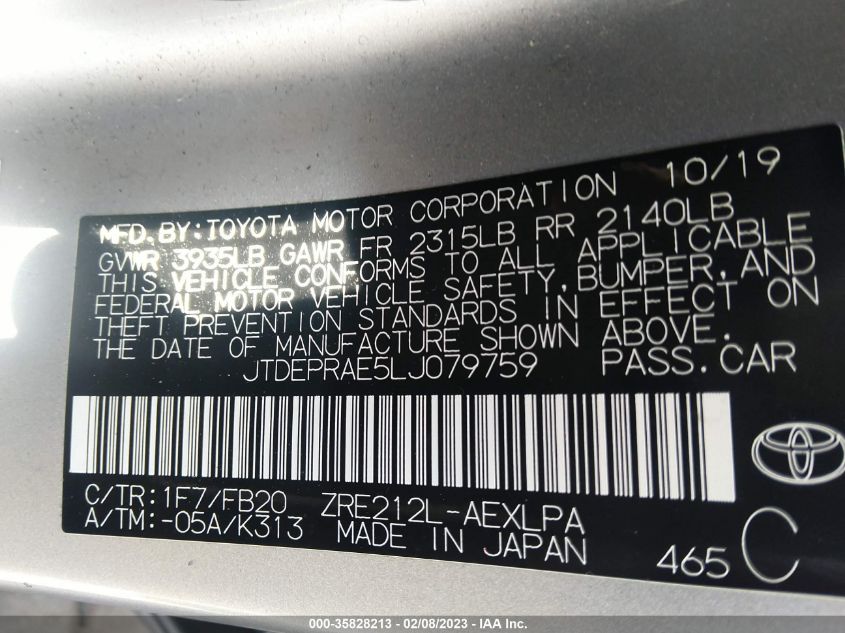 MFD.BY:TOYOTA MOTOR CORPORATION 10/19
GVWR 3935LB GAWR FR 2315LB RR 2140LB
THIS VEHICLE CONFORMS TO ALL APPLICABLE
FEDERAL MOTOR VEHICLE SAFETY,BUMPER,AND
THEFT PREVENTION STANDARDS IN EFFECT ON
THE DATE OF MANUFACTURE SHOWN ABOVE.
JTDEPRAE5LJ079759 PASS.CAR
C/TR:1F7/FB20 ZRE212L-AEXLPA
A/TM:-05A/K313 MADE IN JAPAN 465 C
000-35828213 - 02/08/2023 - IAA Inc.